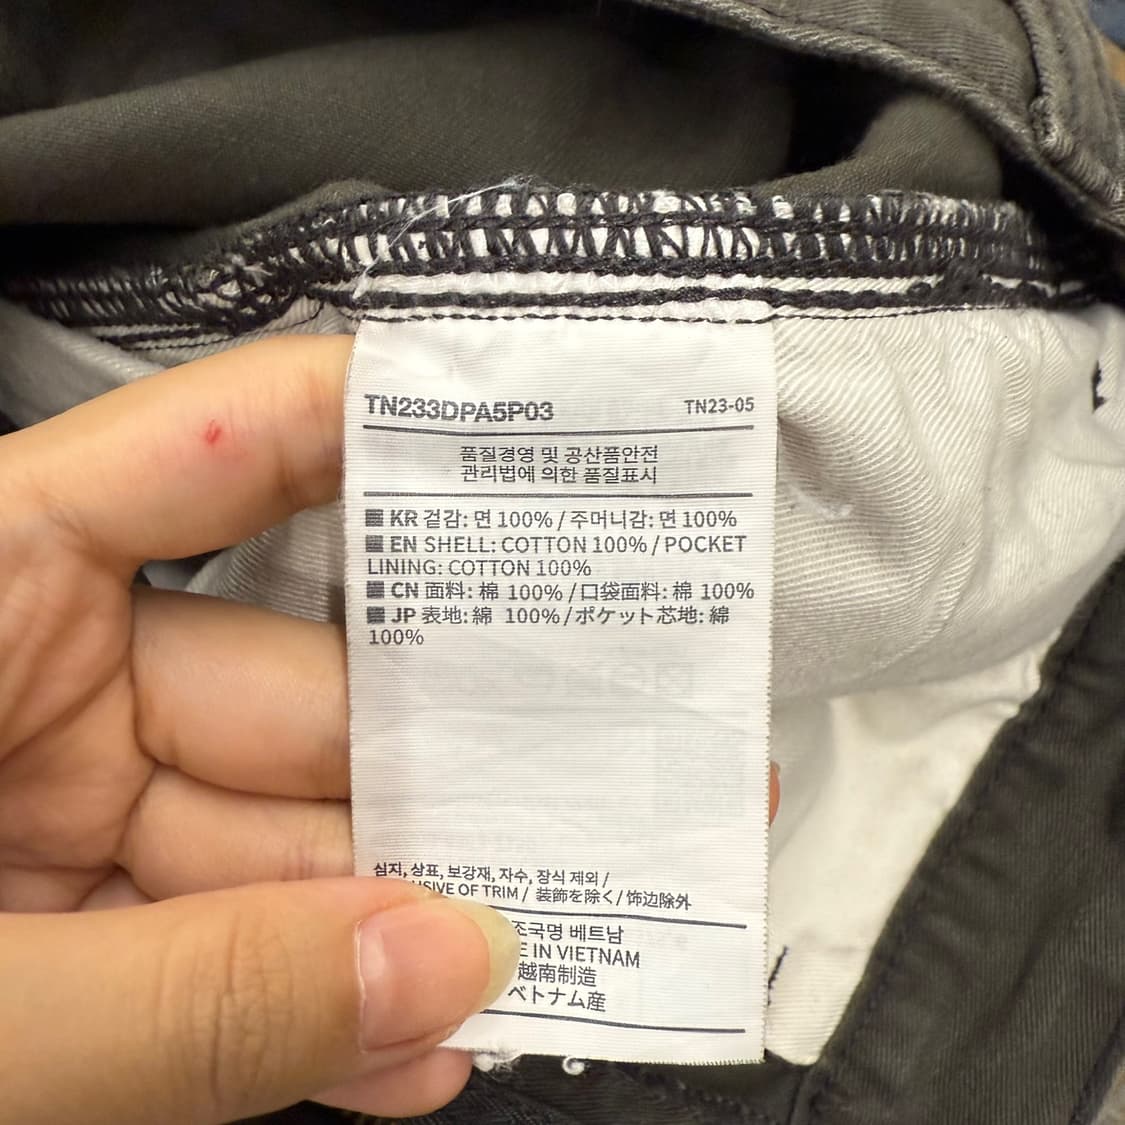 TN233DPA5P03 TN23-05
품질경영 및 공산품안전
관리법에 의한 품질표시
KR 겉감: 면 100% / 주머니감: 면 100%
EN SHELL: COTTON 100% / POCKET
LINING: COTTON 100%
CN 面料: 棉 100% / 口袋面料: 棉 100%
JP 表地: 綿 100% / ポケット芯地: 綿
100%
심지, 상표, 보강재, 자수, 장식 제외 /
OF TRIM / 装飾を除く / 饰边除外
베트남
IN VIETNAM
越南制造
ベトナム産